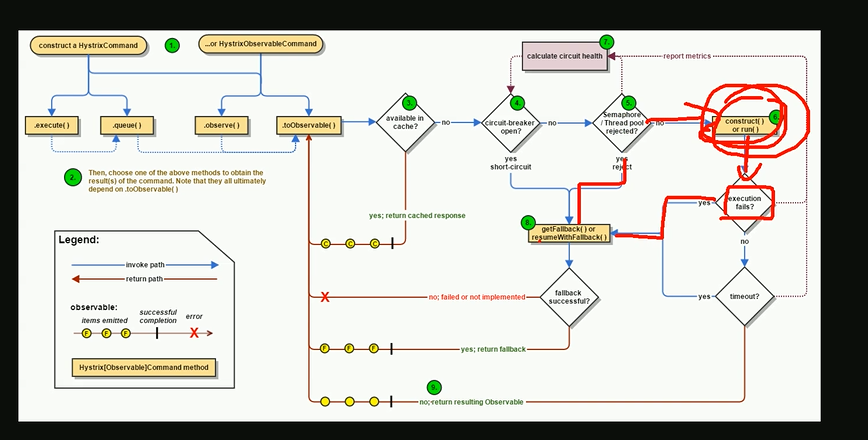 construct a HystrixCommand
1.
...or HystrixObservableCommand
7.
calculate circuit health
report metrics
.execute( )
.queue( )
.observe( )
.toObservable( )
3.
available in
cache?
no
4.
circuit-breaker
open?
no
5.
Semaphore
/ Thread pool
rejected?
no
6.
construct( )
or run( )
yes
short-circuit
yes
reject
2.
Then, choose one of the above methods to obtain the
result(s) of the command. Note that they all ultimately
depend on .toObservable( )
yes
execution
fails?
no
yes; return cached response
C C C
8.
getFallback( ) or
resumeWithFallback( )
Legend:
invoke path
return path
observable:
items emitted
successful
completion
error
F F F
X
Hystrix[Observable]Command method
X
no; failed or not implemented
fallback
successful?
yes
timeout?
F F F
yes; return fallback
9.
no; return resulting Observable